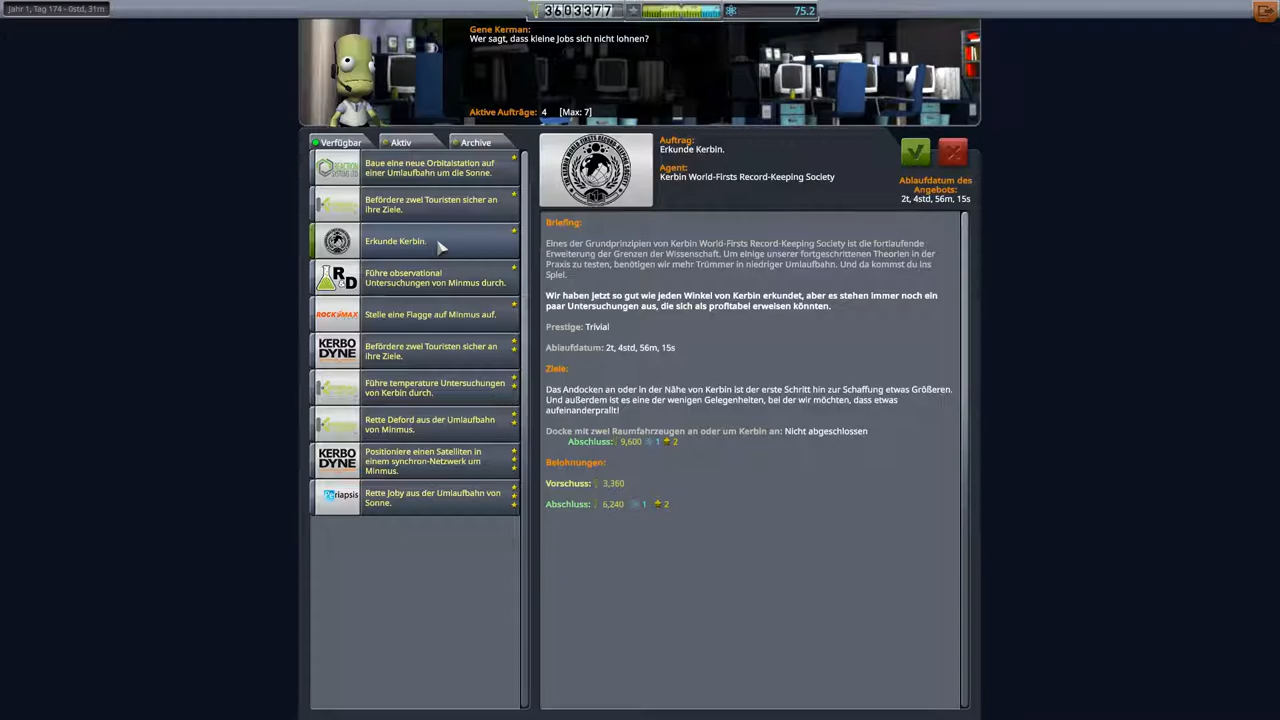 Jahr 1, Tag 174 - 0std, 31m
3603377
75.2
Gene Kerman:
Wer sagt, dass kleine Jobs sich nicht lohnen?
Aktive Aufträge: 4 [Max: 7]
Verfügbar
Aktiv
Archive
Baue eine neue Orbitalstation auf
einer Umlaufbahn um die Sonne.
Befördere zwei Touristen sicher an
ihre Ziele.
Erkunde Kerbin.
R&D
Führe observational
Untersuchungen von Minmus durch.
ROCKOMAX
Stelle eine Flagge auf Minmus auf.
KERBO
DYNE
Befördere zwei Touristen sicher an
ihre Ziele.
Führe temperature Untersuchungen
von Kerbin durch.
Rette Deford aus der Umlaufbahn
von Minmus.
KERBO
DYNE
Positioniere einen Satelliten in
einem synchron-Netzwerk um
Minmus.
Periapsis
Rette Joby aus der Umlaufbahn von
Sonne.
Auftrag:
Erkunde Kerbin.
Agent:
Kerbin World-Firsts Record-Keeping Society
Ablaufdatum des
Angebots:
2t, 4std, 56m, 15s
Briefing:
Eines der Grundprinzipien von Kerbin World-Firsts Record-Keeping Society ist die fortlaufende
Erweiterung der Grenzen der Wissenschaft. Um einige unserer fortgeschrittenen Theorien in der
Praxis zu testen, benötigen wir mehr Trümmer in niedriger Umlaufbahn. Und da kommst du ins
Spiel.
Wir haben jetzt so gut wie jeden Winkel von Kerbin erkundet, aber es stehen immer noch ein
paar Untersuchungen aus, die sich als profitabel erweisen könnten.
Prestige: Trivial
Ablaufdatum: 2t, 4std, 56m, 15s
Ziele:
Das Andocken an oder in der Nähe von Kerbin ist der erste Schritt hin zur Schaffung etwas Größeren.
Und außerdem ist es eine der wenigen Gelegenheiten, bei der wir möchten, dass etwas
aufeinanderprallt!
Docke mit zwei Raumfahrzeugen an oder um Kerbin an: Nicht abgeschlossen
Abschluss: 9,600 1 2
Belohnungen:
Vorschuss: 3,360
Abschluss: 6,240 1 2